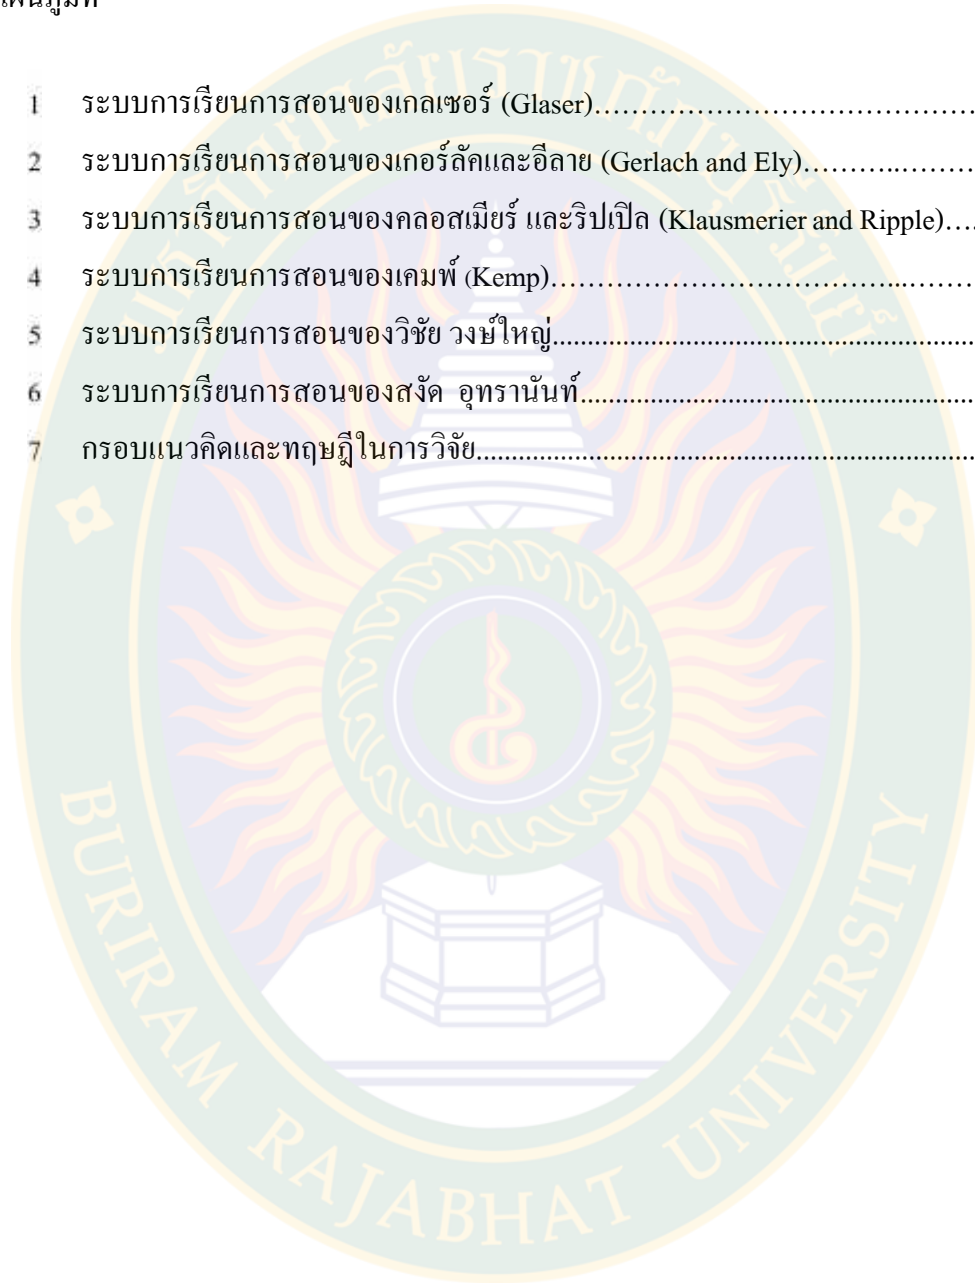 1 ระบบการเรียนการสอนของเกลเซอร์ (Glaser)........................................
2 ระบบการเรียนการสอนของเกอร์ลัคและอีลาย (Gerlach and Ely)....................
3 ระบบการเรียนการสอนของคลอสเมียร์ และริปเปิล (Klausmerier and Ripple).....
4 ระบบการเรียนการสอนของเคมพ์ (Kemp)............................................
5 ระบบการเรียนการสอนของวิชัย วงษ์ใหญ่............................................................
6 ระบบการเรียนการสอนของสงัด อุทรานันท์........................................................
7 กรอบแนวคิดและทฤษฎีในการวิจัย.......................................................................
BURIRAM RAJABHAT UNIVERSITY